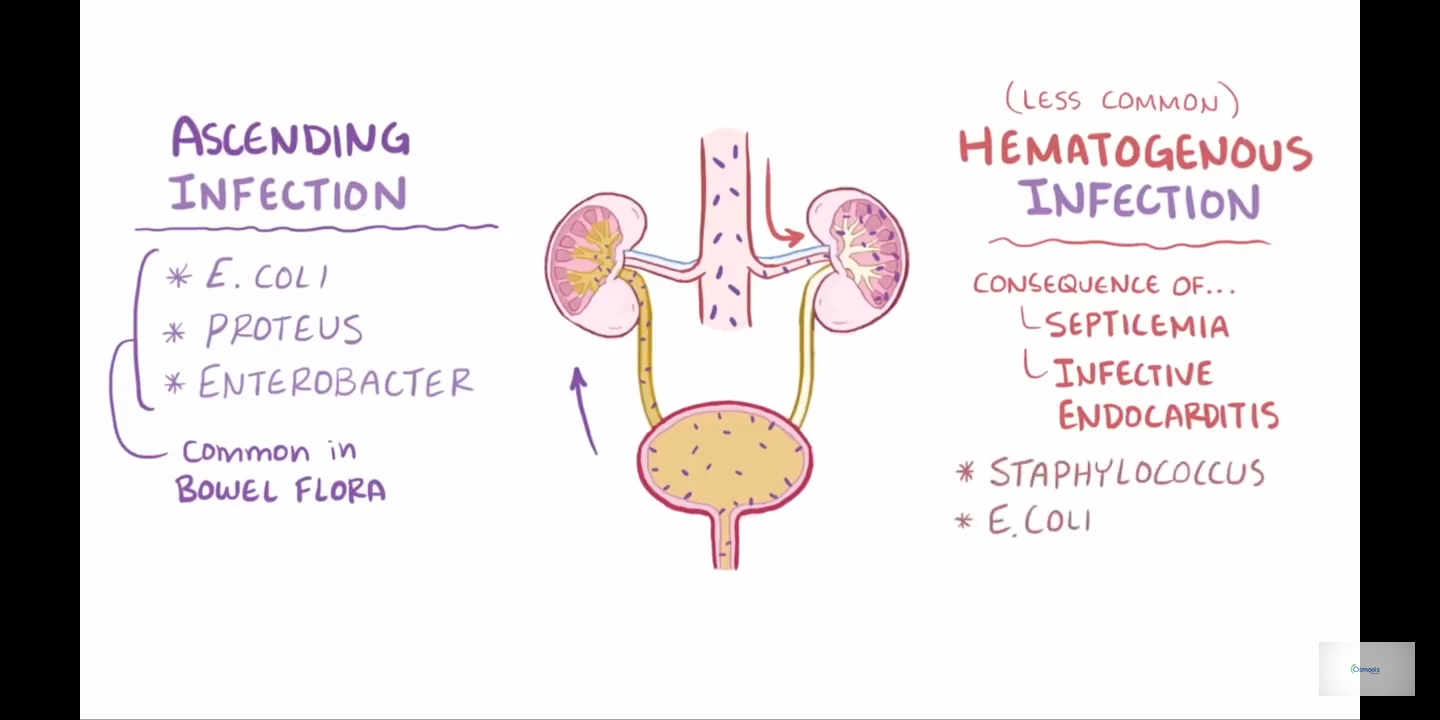 ASCENDING
INFECTION
* E. COLI
* PROTEUS
* ENTEROBACTER
Common in
BOWEL FLORA
(LESS COMMON)
HEMATOGENOUS
INFECTION
CONSEQUENCE OF...
SEPTICEMIA
INFECTIVE
ENDOCARDITIS
* STAPHYLOCOCCUS
* E. COLI
Osmosis